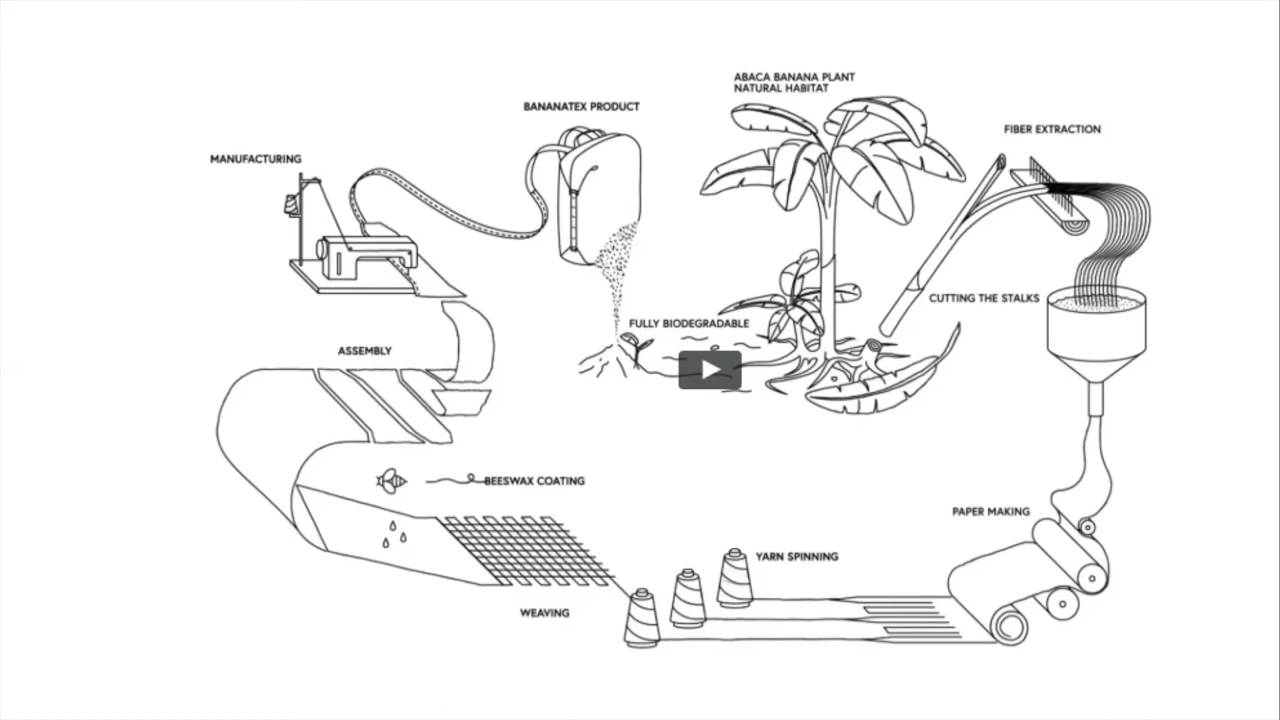 ABACA BANANA PLANT
NATURAL HABITAT
BANANATEX PRODUCT
FIBER EXTRACTION
MANUFACTURING
CUTTING THE STALKS
FULLY BIODEGRADABLE
ASSEMBLY
BEESWAX COATING
PAPER MAKING
YARN SPINNING
WEAVING